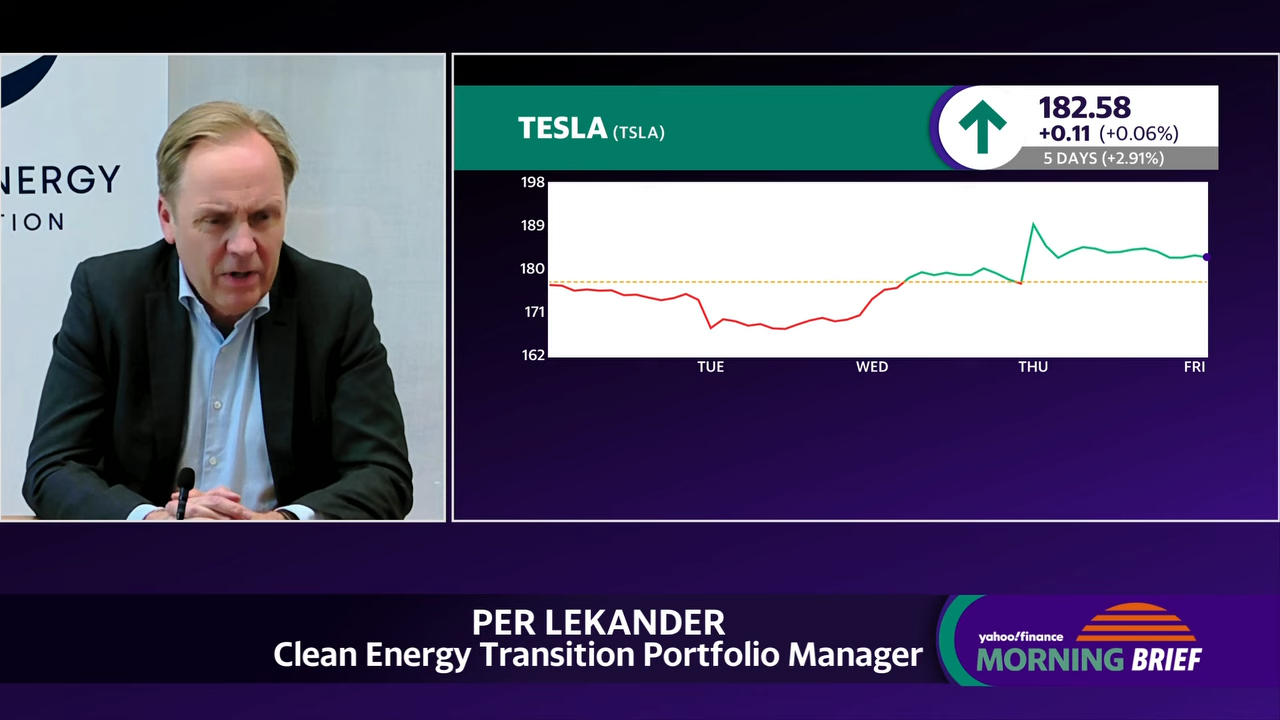 NERGY
TION
TESLA (TSLA)
182.58
+0.11 (+0.06%)
5 DAYS (+2.91%)
198
189
180
171
162
TUE WED THU FRI
PER LEKANDER
Clean Energy Transition Portfolio Manager
yahoo!finance
MORNING BRIEF